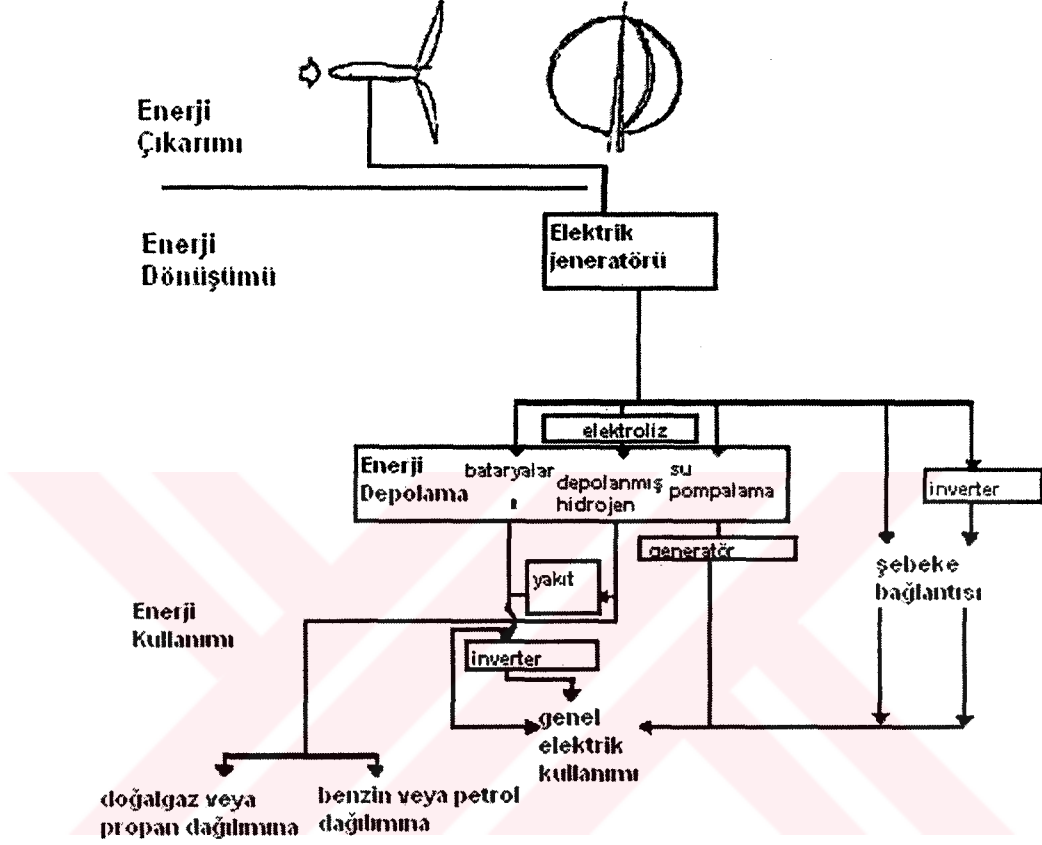 Enerji
Çıkarımı
Enerji
Dönüşümü
Elektrik
jeneratörü
elektroliz
Enerji
Depolama
bataryalar
depolanmış
hidrojen
su
pompalama
inverter
generatör
şebeke
bağlantısı
yakıt
Enerji
Kullanımı
inverter
genel
elektrik
kullanımı
doğalgaz veya
propan dağılımına
benzin veya petrol
dağılımına